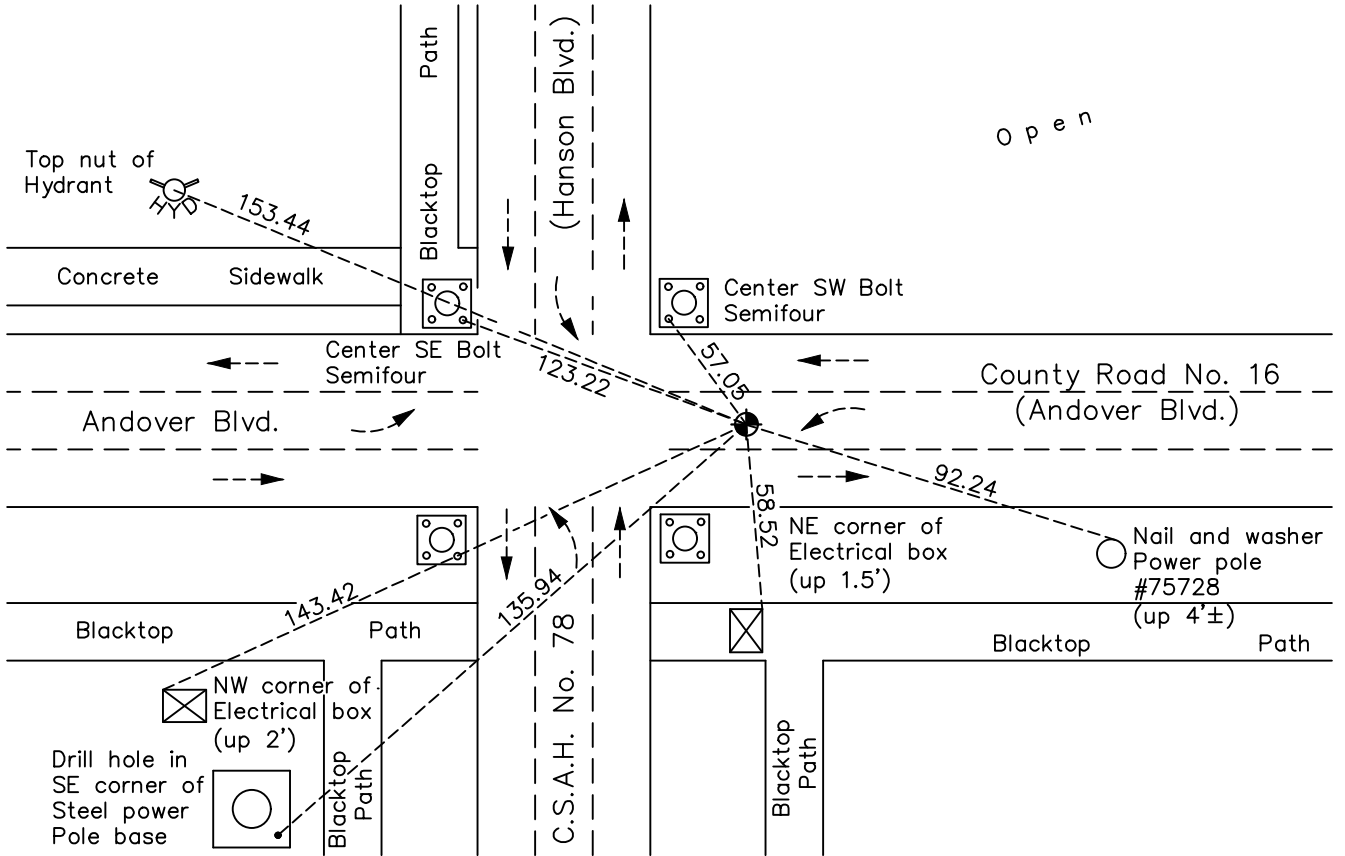 Path
Blacktop
(Hanson Blvd.)
Open
Top nut of
Hydrant
HYD
153.44
Concrete Sidewalk
Center SW Bolt
Semifour
Center SE Bolt
Semifour
57.05
123.22
County Road No. 16
(Andover Blvd.)
Andover Blvd.
92.24
58.52
NE corner of
Electrical box
(up 1.5')
Nail and washer
Power pole
#75728
(up 4'±)
143.42
135.94
Blacktop Path
Blacktop Path
C.S.A.H. No. 78
NW corner of
Electrical box
(up 2')
Drill hole in
SE corner of
Steel power
Pole base
Blacktop
Path
Blacktop
Path